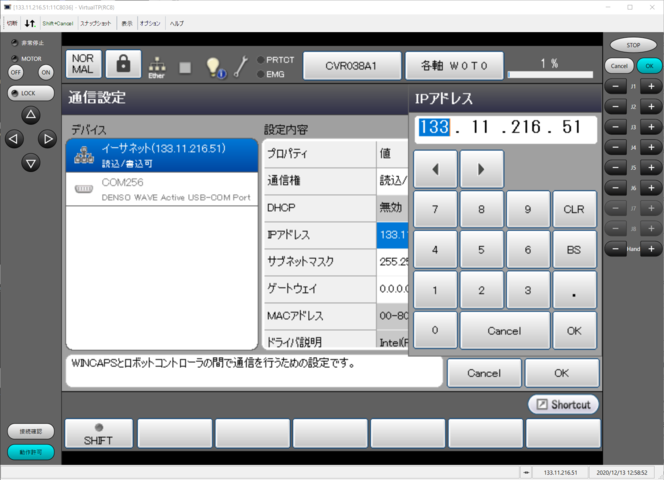 [133.11.216.31:11C8036] - VirtualTP(R)C8)
切断 Shift+Cancel スナップショット 表示 オプション ヘルプ
非常停止
MOTOR
OFF ON
LOCK
NOR
MAL
Ether
PRTCT
EMG
CVR038A1
各軸 W0T0
1 %
STOP
Cancel OK
通信設定
IPアドレス
133 . 11 . 216 . 51
デバイス
イーサネット(133.11.216.51)
読込/書込可
COM256
DENSO WAVE Active USB-COM Port
設定内容
プロパティ 値
通信権 読込/
DHCP 無効
IPアドレス 133.1
サブネットマスク 255.25
ゲートウェイ 0.0.0.0
MACアドレス 00-80
ドライバ説明 Intel(R
7 8 9 CLR
4 5 6 BS
1 2 3 .
0 Cancel OK
J1
J2
J3
J4
J5
J6
J7
J8
Hand
WINCAPSとロボットコントローラの間で通信を行うための設定です。
Cancel OK
Shortcut
SHIFT
接続確認
動作許可
133.11.216.51 2020/12/13 12:58:52